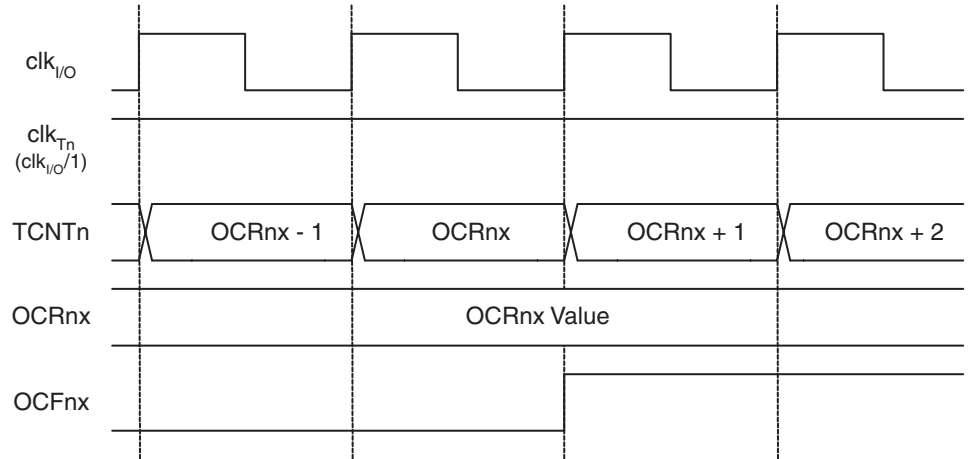 clkI/O
clkTn
(clkI/O/1)
TCNTn
OCRnx - 1
OCRnx
OCRnx + 1
OCRnx + 2
OCRnx
OCRnx Value
OCFnx